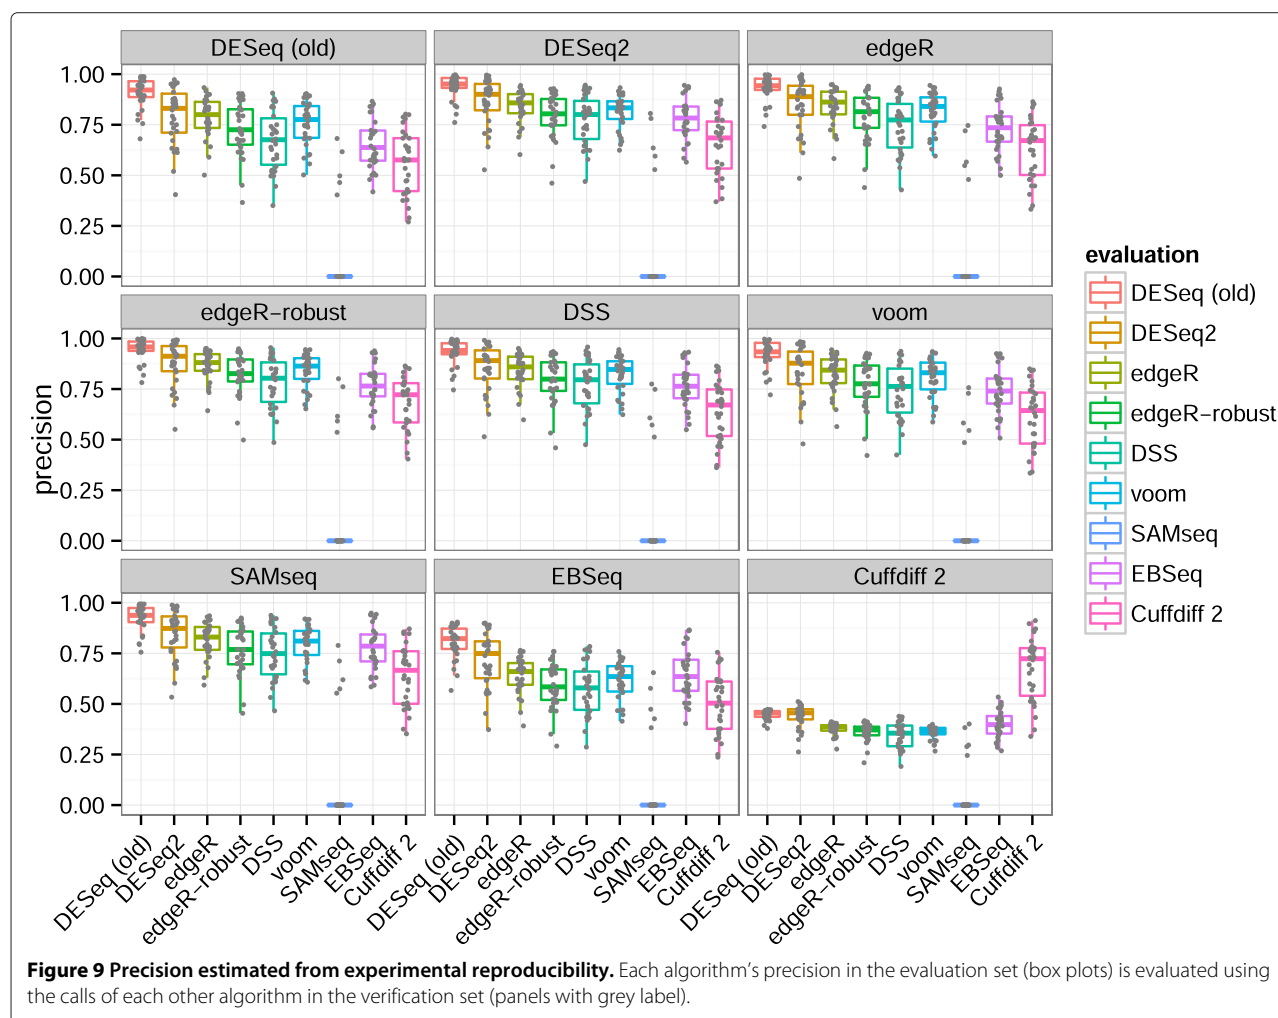 DESeq (old) DESeq2 edgeR
1.00
0.75
0.50
0.25
0.00
edgeR−robust DSS voom
1.00
0.75
0.50
0.25
0.00
precision
SAMseq EBSeq Cuffdiff 2
1.00
0.75
0.50
0.25
0.00
DESeq (old) DESeq2 edgeR edgeR−robust DSS voom SAMseq EBSeq Cuffdiff 2
DESeq (old) DESeq2 edgeR edgeR−robust DSS voom SAMseq EBSeq Cuffdiff 2
DESeq (old) DESeq2 edgeR edgeR−robust DSS voom SAMseq EBSeq Cuffdiff 2
evaluation
DESeq (old)
DESeq2
edgeR
edgeR−robust
DSS
voom
SAMseq
EBSeq
Cuffdiff 2
Figure 9 Precision estimated from experimental reproducibility. Each algorithm's precision in the evaluation set (box plots) is evaluated using
the calls of each other algorithm in the verification set (panels with grey label).